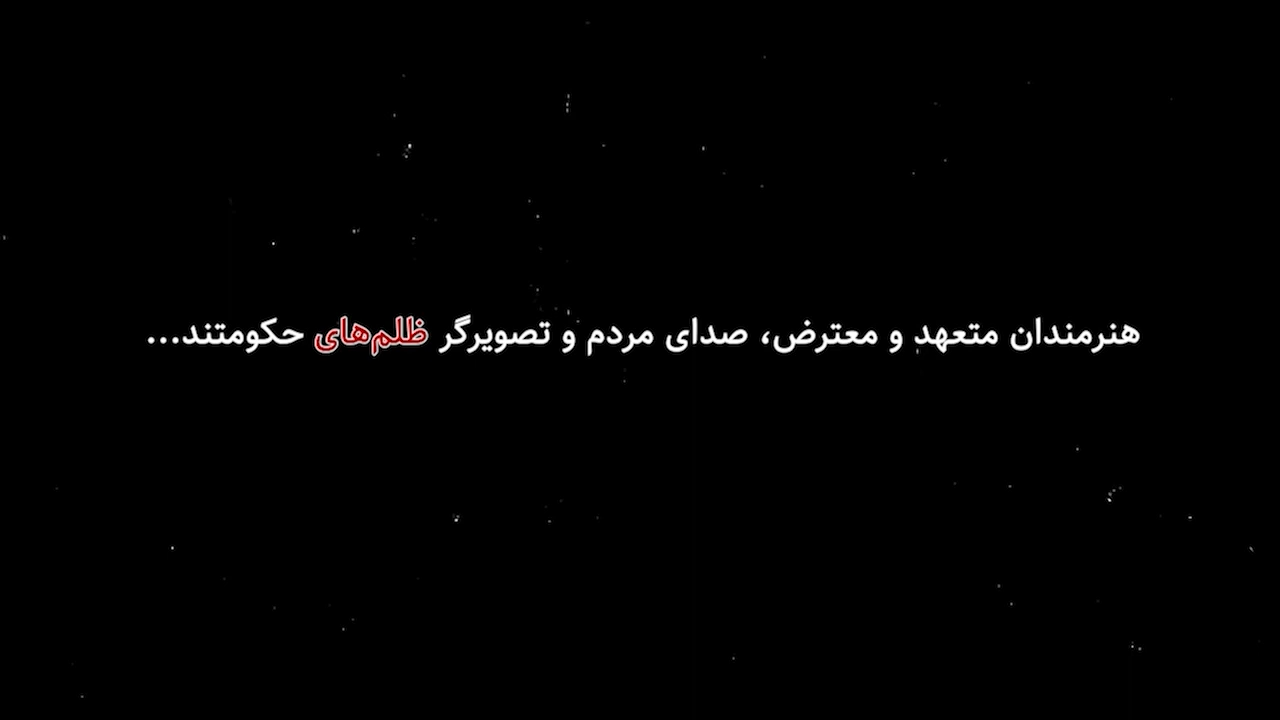 هنرمندان متعهد و معترض، صدای مردم و تصویرگر ظلم‌های حکومتند...